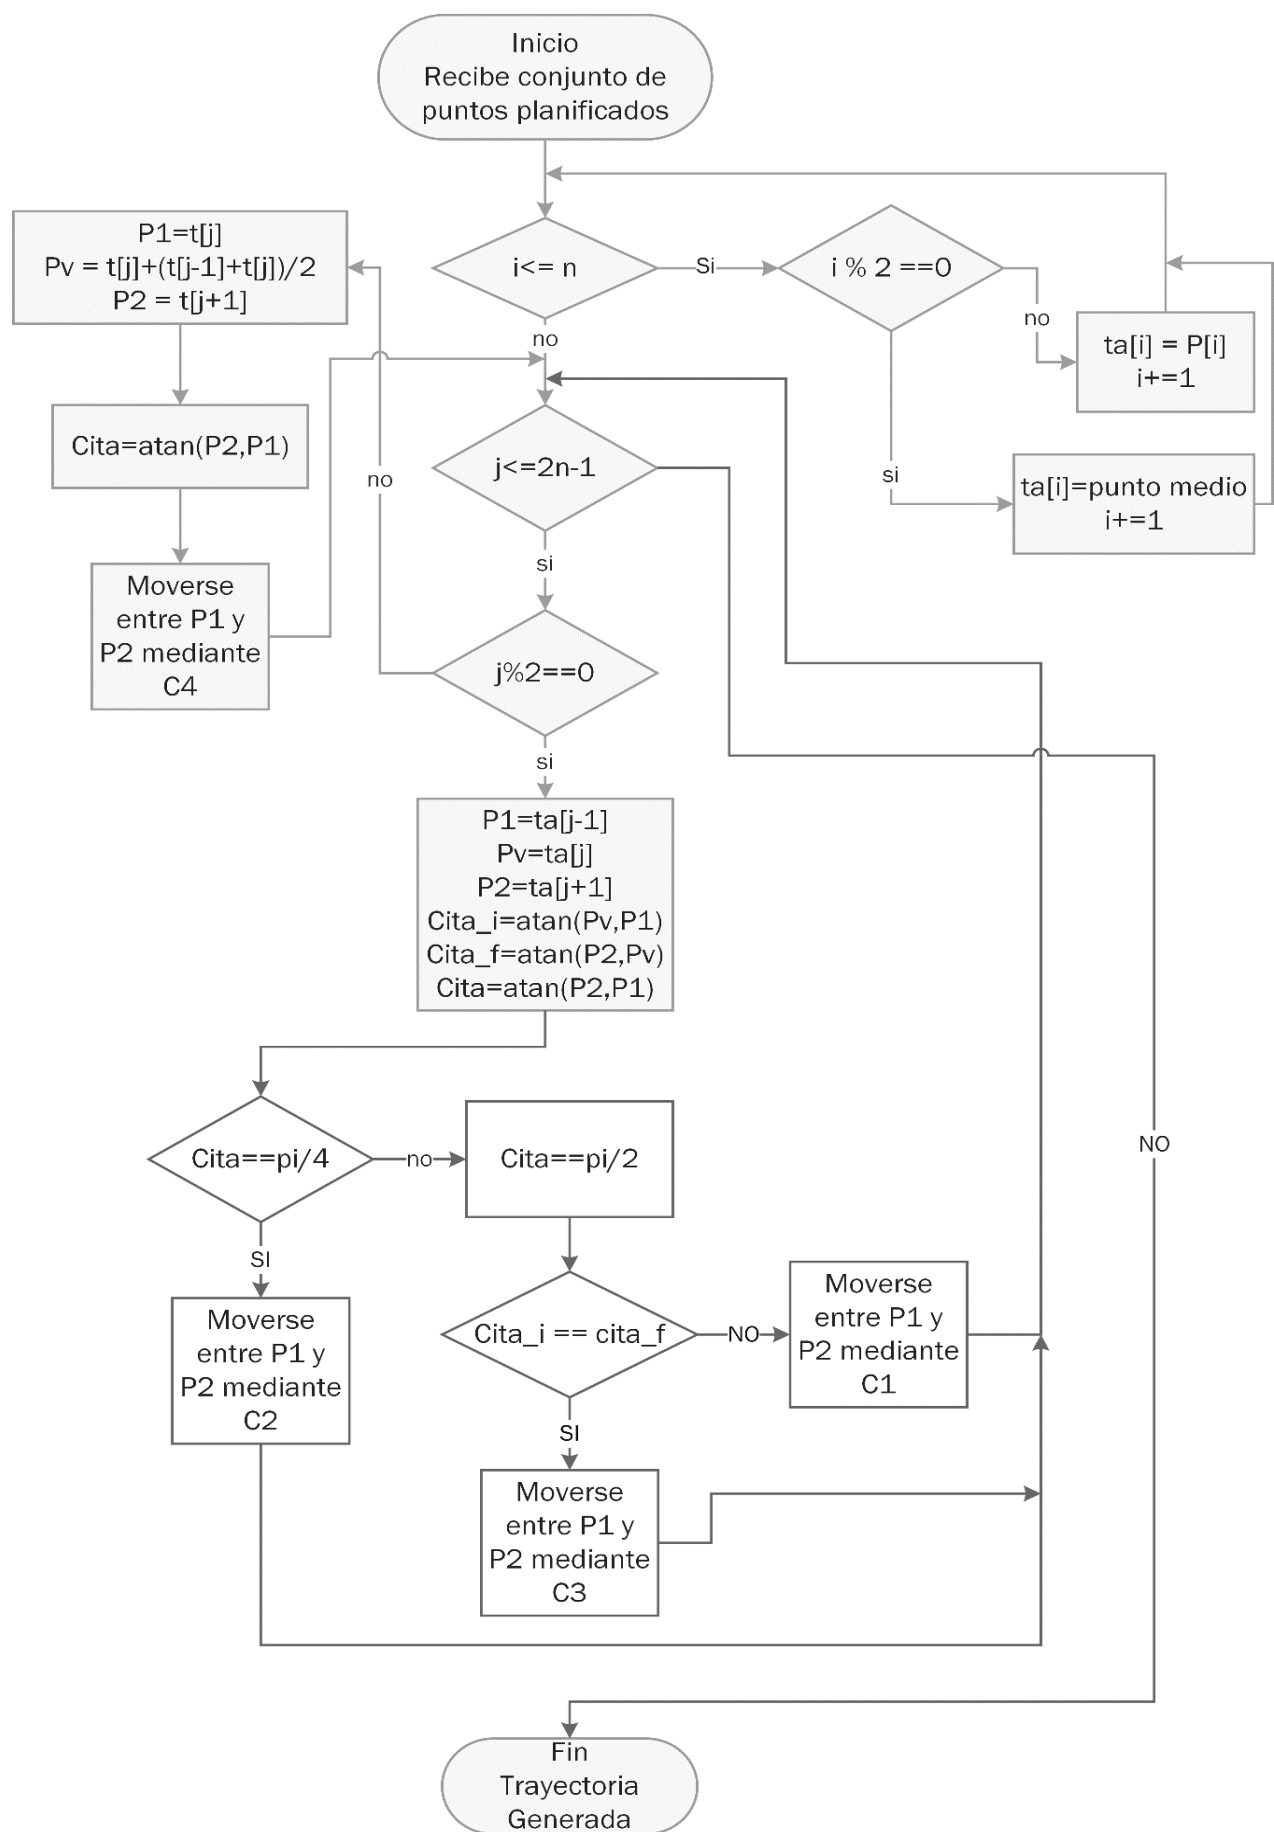 Inicio
Recibe conjunto de
puntos planificados
i<= n
Si
i % 2 ==0
no
ta[i] = P[i]
i+=1
si
ta[i]=punto medio
i+=1
no
P1=t[j]
Pv = t[j]+(t[j-1]+t[j])/2
P2 = t[j+1]
Cita=atan(P2,P1)
Moverse
entre P1 y
P2 mediante
C4
no
j<=2n-1
si
j%2==0
si
P1=ta[j-1]
Pv=ta[j]
P2=ta[j+1]
Cita_i=atan(Pv,P1)
Cita_f=atan(P2,Pv)
Cita=atan(P2,P1)
Cita==pi/4
no
Cita==pi/2
NO
SI
Moverse
entre P1 y
P2 mediante
C2
Cita_i == cita_f
NO
Moverse
entre P1 y
P2 mediante
C1
SI
Moverse
entre P1 y
P2 mediante
C3
Fin
Trayectoria
Generada